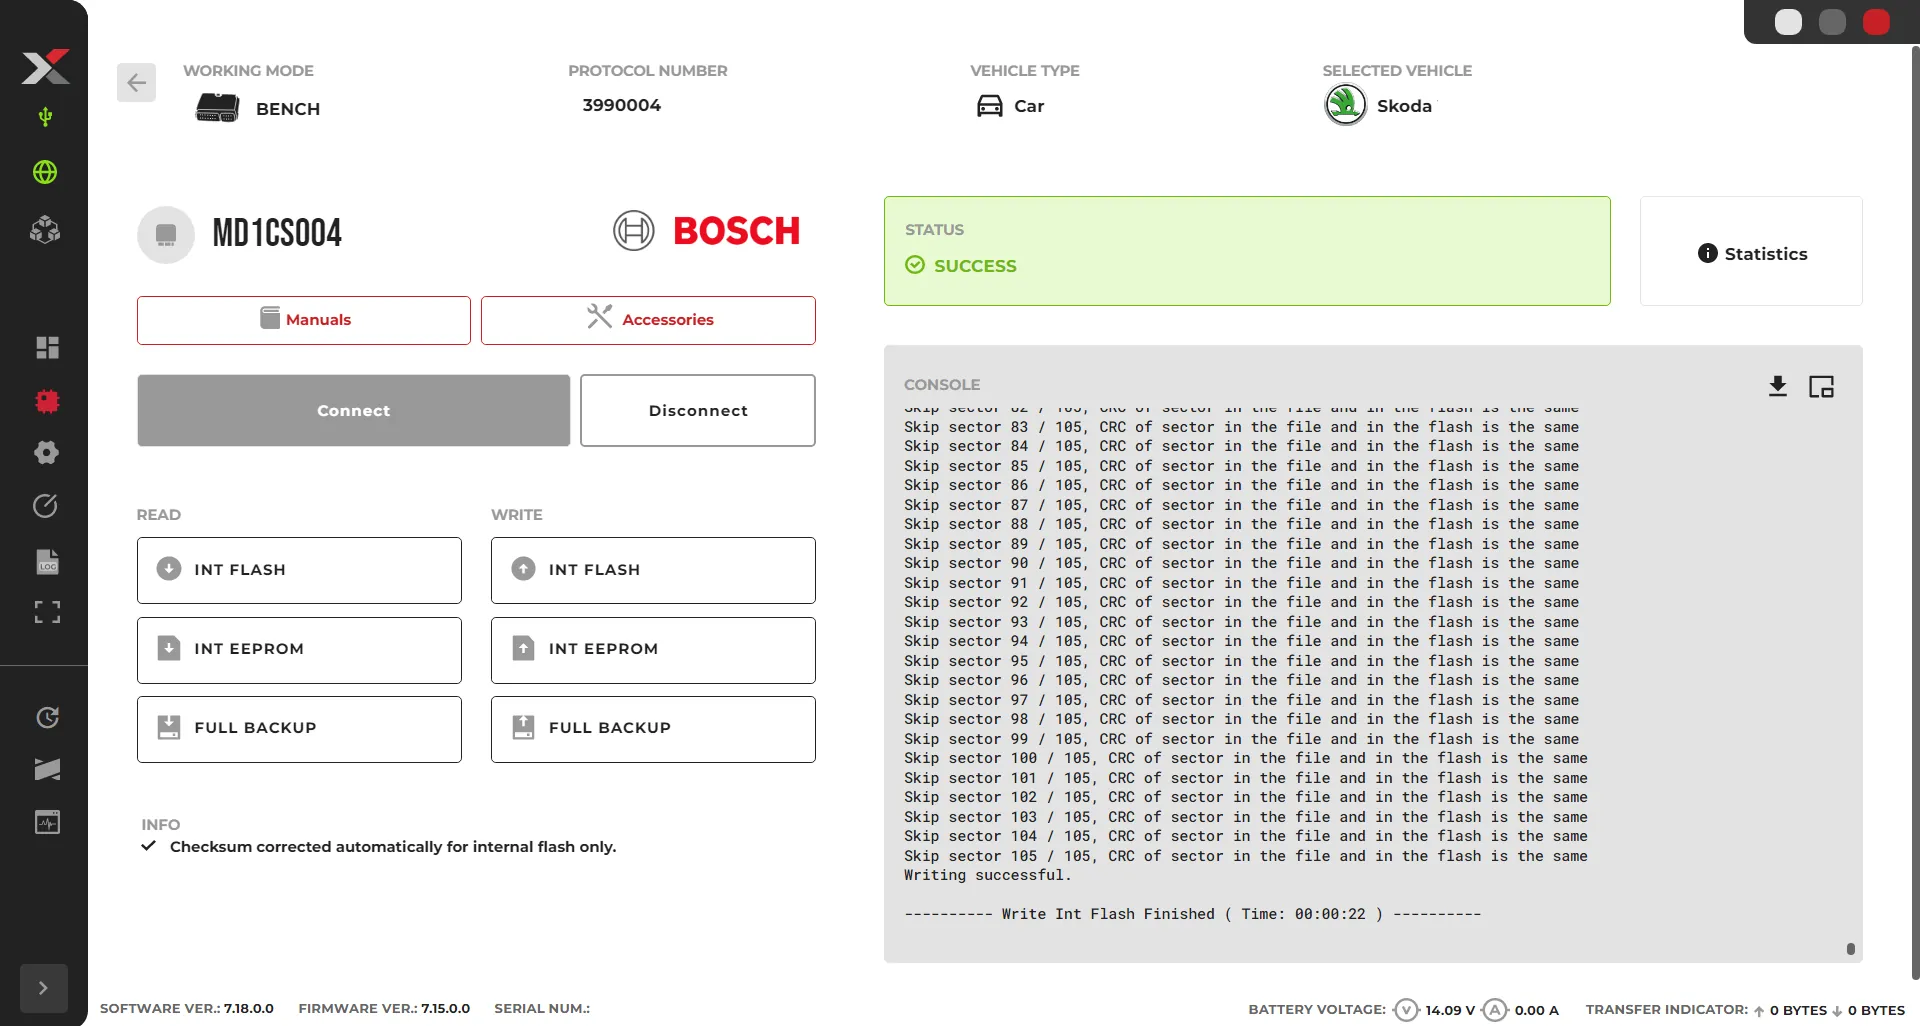 WORKING MODE
BENCH
PROTOCOL NUMBER
3990004
VEHICLE TYPE
Car
SELECTED VEHICLE
Skoda
MD1CS004
BOSCH
Manuals
Accessories
Connect
Disconnect
READ
INT FLASH
INT EEPROM
FULL BACKUP
WRITE
INT FLASH
INT EEPROM
FULL BACKUP
INFO
Checksum corrected automatically for internal flash only.
STATUS
SUCCESS
Statistics
CONSOLE
Skip sector 82 / 105, CRC of sector in the file and in the flash is the same
Skip sector 83 / 105, CRC of sector in the file and in the flash is the same
Skip sector 84 / 105, CRC of sector in the file and in the flash is the same
Skip sector 85 / 105, CRC of sector in the file and in the flash is the same
Skip sector 86 / 105, CRC of sector in the file and in the flash is the same
Skip sector 87 / 105, CRC of sector in the file and in the flash is the same
Skip sector 88 / 105, CRC of sector in the file and in the flash is the same
Skip sector 89 / 105, CRC of sector in the file and in the flash is the same
Skip sector 90 / 105, CRC of sector in the file and in the flash is the same
Skip sector 91 / 105, CRC of sector in the file and in the flash is the same
Skip sector 92 / 105, CRC of sector in the file and in the flash is the same
Skip sector 93 / 105, CRC of sector in the file and in the flash is the same
Skip sector 94 / 105, CRC of sector in the file and in the flash is the same
Skip sector 95 / 105, CRC of sector in the file and in the flash is the same
Skip sector 96 / 105, CRC of sector in the file and in the flash is the same
Skip sector 97 / 105, CRC of sector in the file and in the flash is the same
Skip sector 98 / 105, CRC of sector in the file and in the flash is the same
Skip sector 99 / 105, CRC of sector in the file and in the flash is the same
Skip sector 100 / 105, CRC of sector in the file and in the flash is the same
Skip sector 101 / 105, CRC of sector in the file and in the flash is the same
Skip sector 102 / 105, CRC of sector in the file and in the flash is the same
Skip sector 103 / 105, CRC of sector in the file and in the flash is the same
Skip sector 104 / 105, CRC of sector in the file and in the flash is the same
Skip sector 105 / 105, CRC of sector in the file and in the flash is the same
Writing successful.
---------- Write Int Flash Finished ( Time: 00:00:22 ) ----------
LOG
SOFTWARE VER.: 7.18.0.0 FIRMWARE VER.: 7.15.0.0 SERIAL NUM.:
BATTERY VOLTAGE: V 14.09 V A 0.00 A TRANSFER INDICATOR: 0 BYTES 0 BYTES